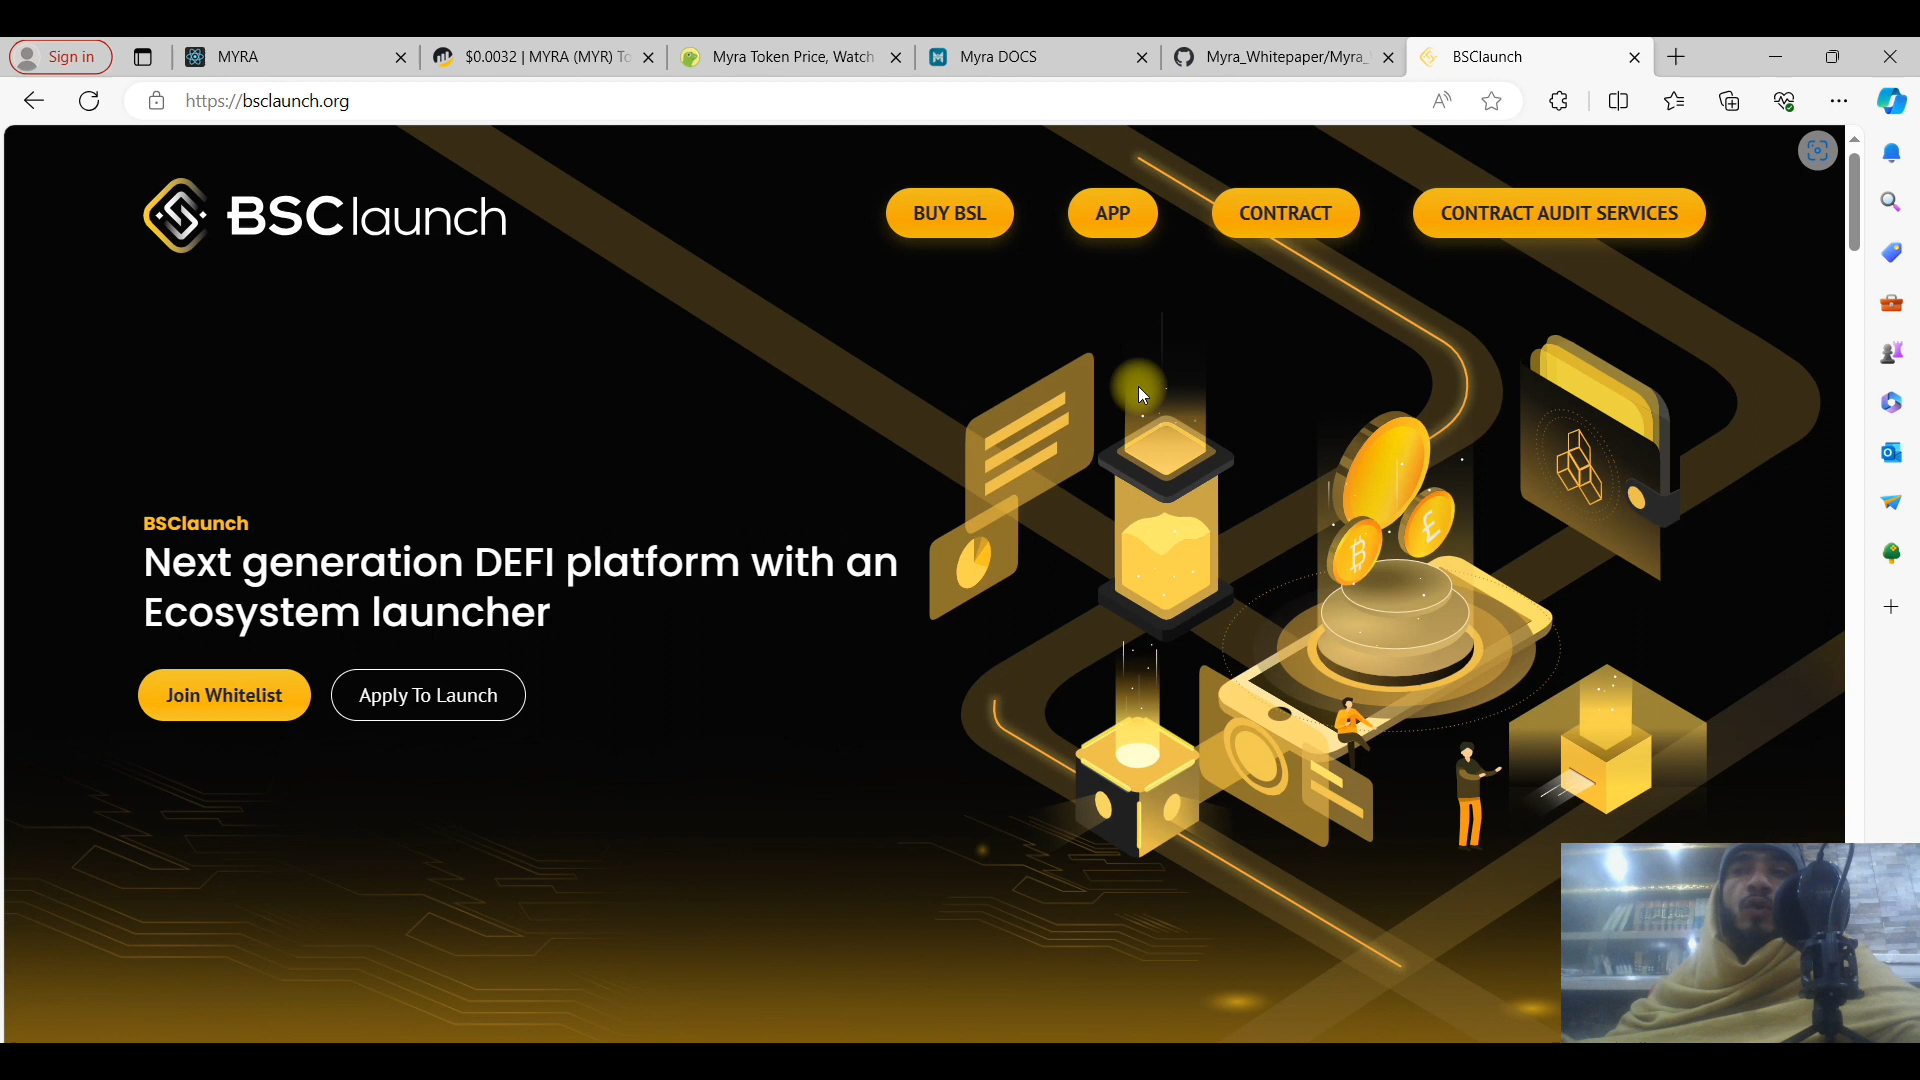 Sign in
MYRA
$0.0032 | MYRA (MYR) To
Myra Token Price, Watch
Myra DOCS
Myra_Whitepaper/Myra_
BSClaunch
https://bsclaunch.org
BSClaunch
BUY BSL
APP
CONTRACT
CONTRACT AUDIT SERVICES
BSClaunch
Next generation DEFI platform with an
Ecosystem launcher
Join Whitelist
Apply To Launch